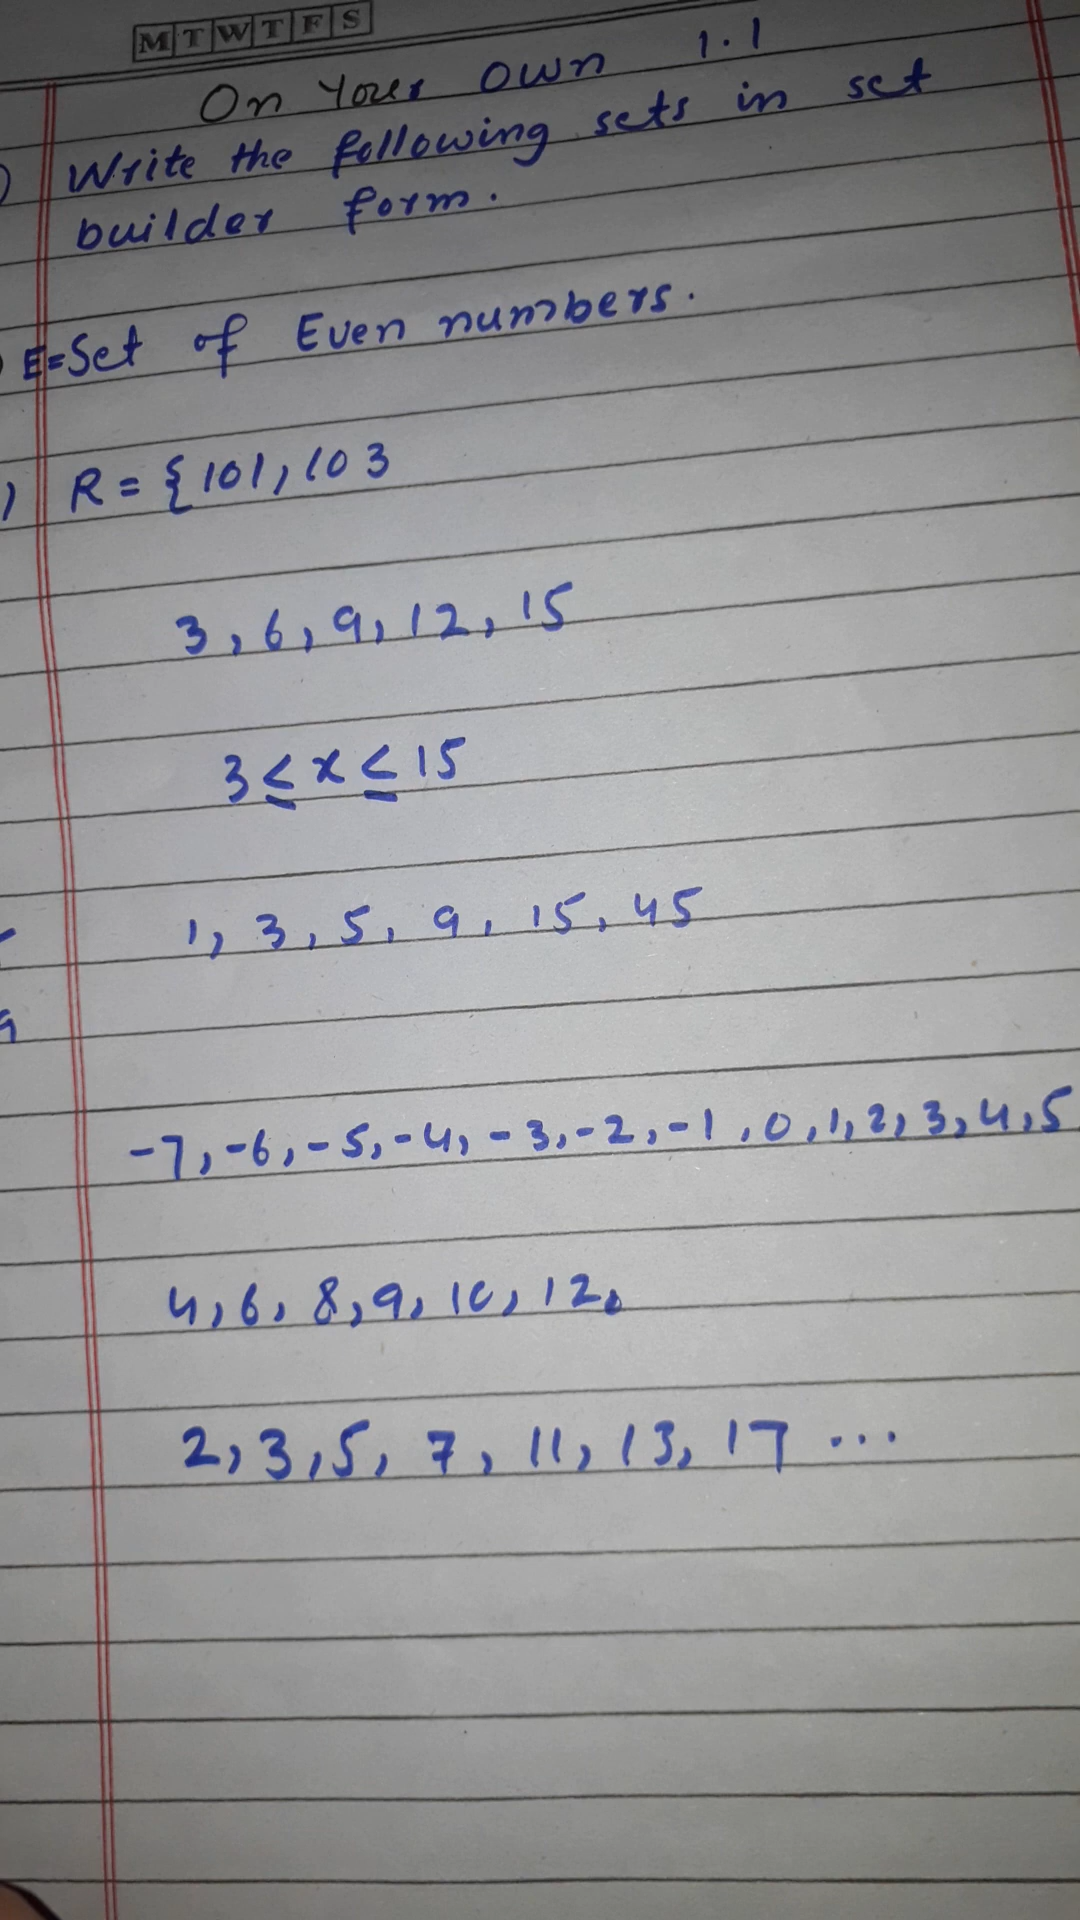 M T W T F S
On Your Own 1.1
Write the following sets in set
builder form.
E=Set of Even numbers.
) R = {101, 103
3, 6, 9, 12, 15
3 ≤ x ≤ 15
1, 3, 5, 9, 15, 45
-7, -6, -5, -4, -3, -2, -1, 0, 1, 2, 3, 4, 5
4, 6, 8, 9, 10, 12,
2, 3, 5, 7, 11, 13, 17 ...